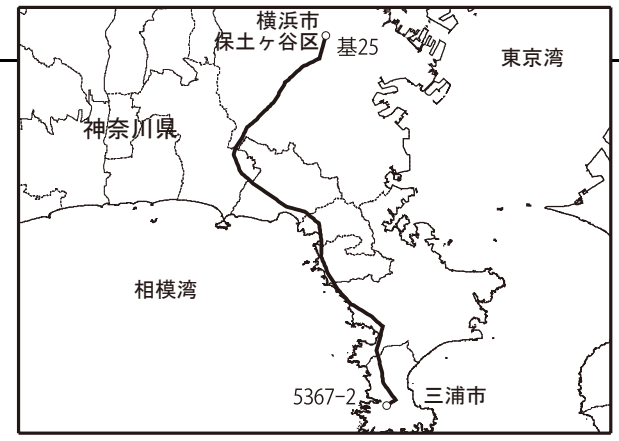 横浜市
保土ヶ谷区
基25
東京湾
神奈川県
相模湾
5367-2
三浦市